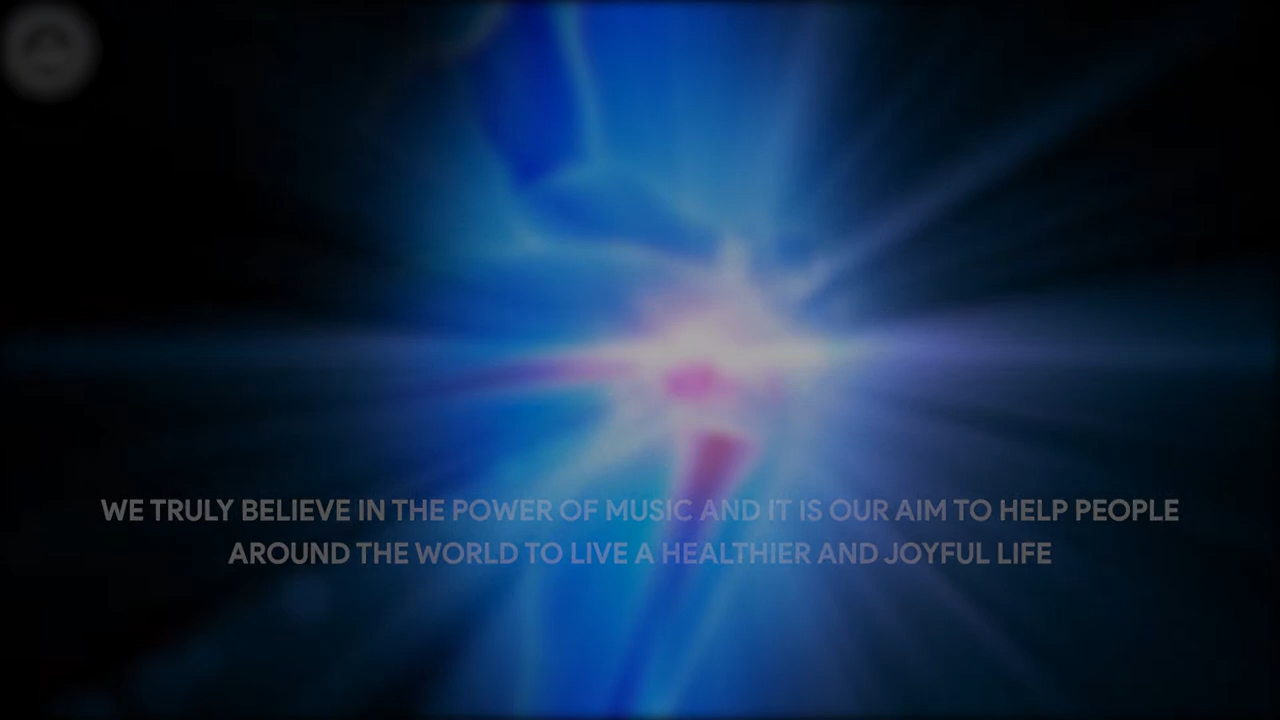 WE TRULY BELIEVE IN THE POWER OF MUSIC AND IT IS OUR AIM TO HELP PEOPLE
AROUND THE WORLD TO LIVE A HEALTHIER AND JOYFUL LIFE